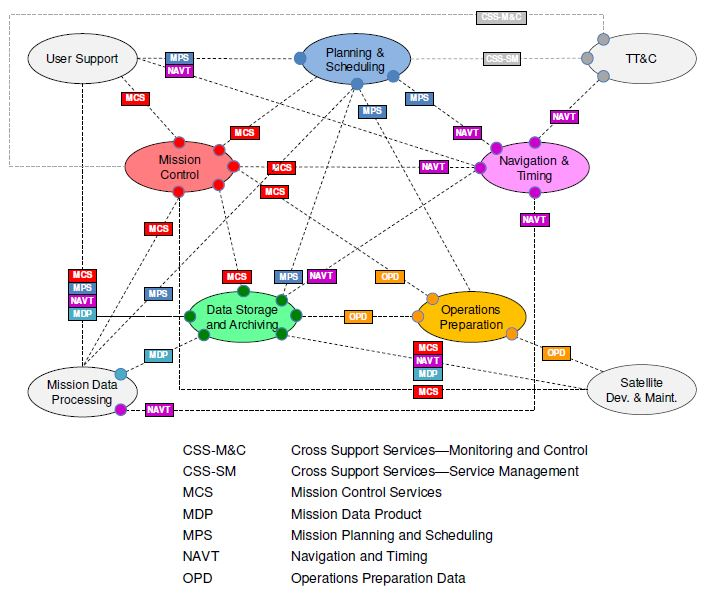 CSS-M&C
User Support
MPS
NAVT
Planning &
Scheduling
CSS-SM
TT&C
MCS
MPS
MPS
NAVT
MCS
NAVT
Mission
Control
MCS
NAVT
Navigation &
Timing
MCS
NAVT
MCS
MCS
MPS
NAVT
MDP
MPS
MCS
MPS
NAVT
OPD
Data Storage
and Archiving
OPD
Operations
Preparation
MDP
MCS
NAVT
MDP
MCS
OPD
Mission Data
Processing
NAVT
Satellite
Dev. & Maint.
CSS-M&C Cross Support Services—Monitoring and Control
CSS-SM Cross Support Services—Service Management
MCS Mission Control Services
MDP Mission Data Product
MPS Mission Planning and Scheduling
NAVT Navigation and Timing
OPD Operations Preparation Data